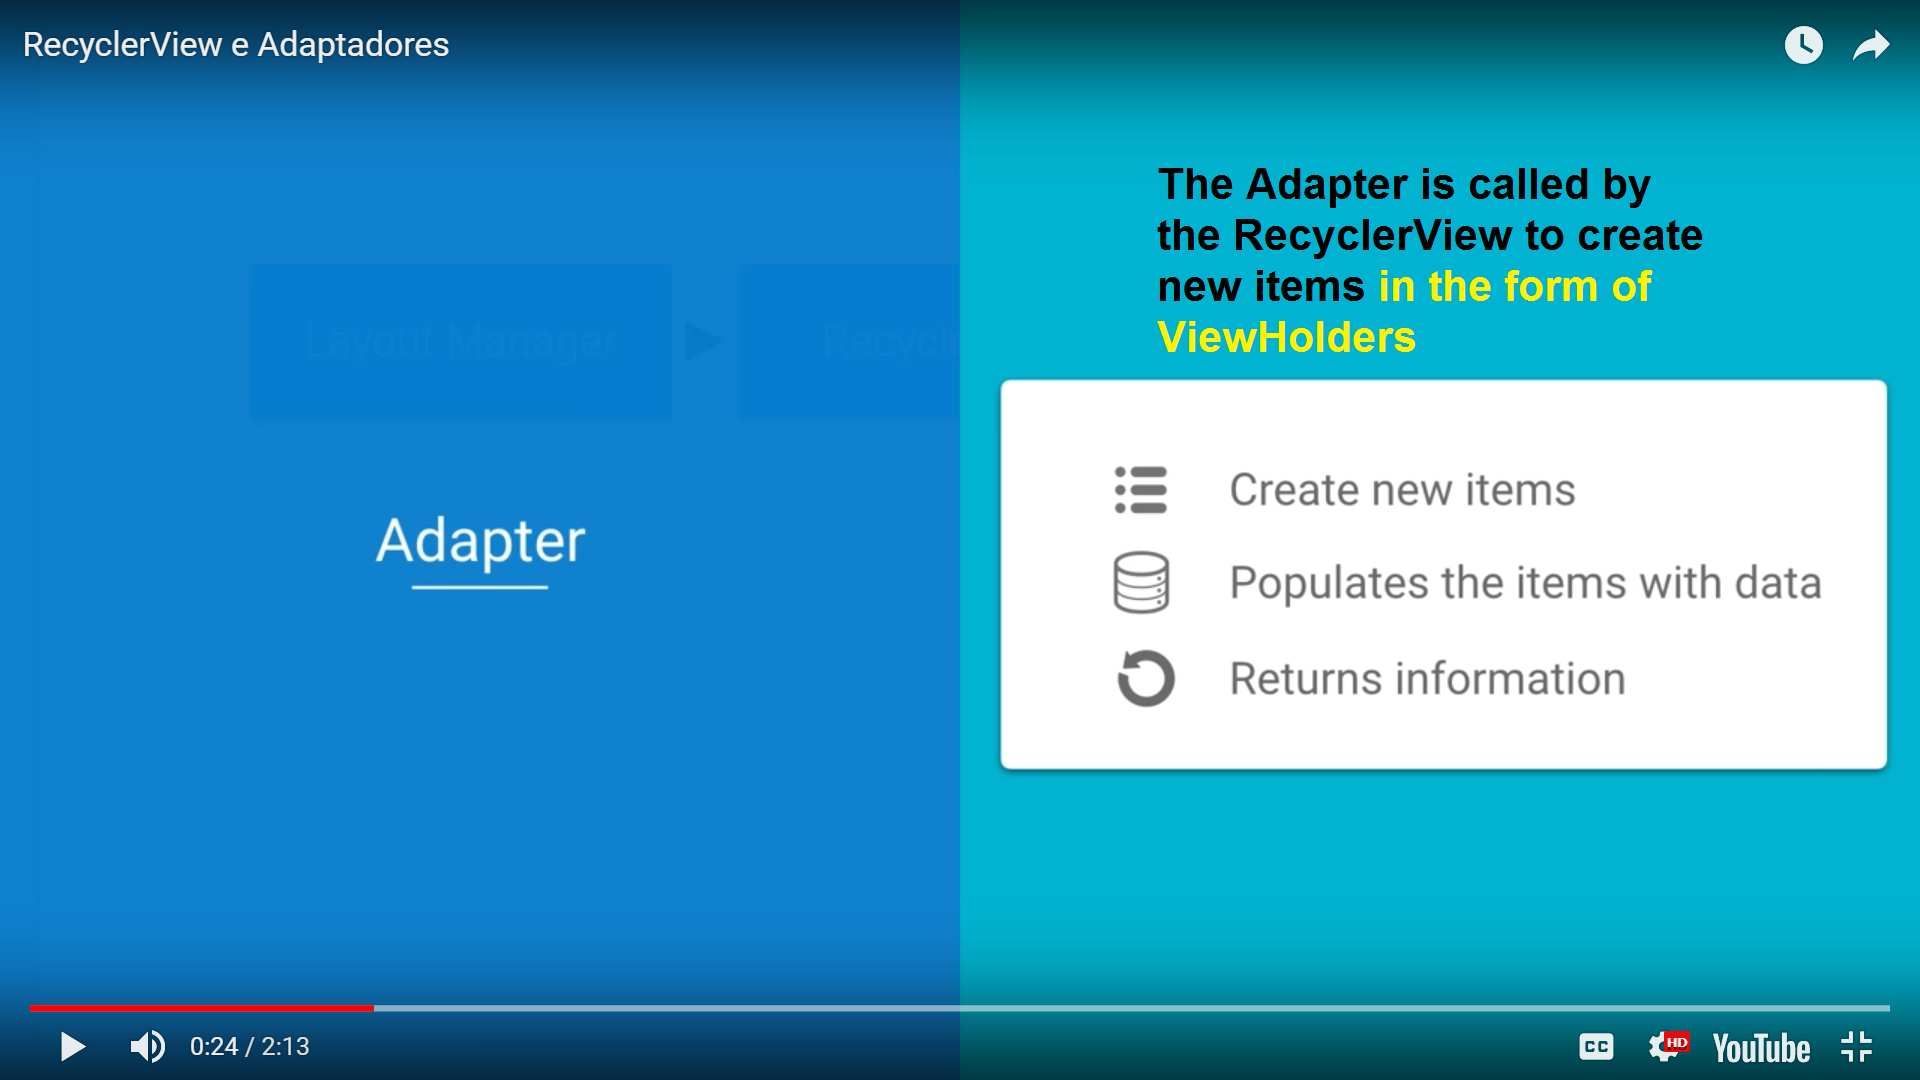 RecyclerView e Adaptadores
The Adapter is called by
the RecyclerView to create
new items in the form of
ViewHolders
Layout Manager
Recycle
Adapter
Create new items
Populates the items with data
Returns information
0:24 / 2:13
CC
HD
YouTube